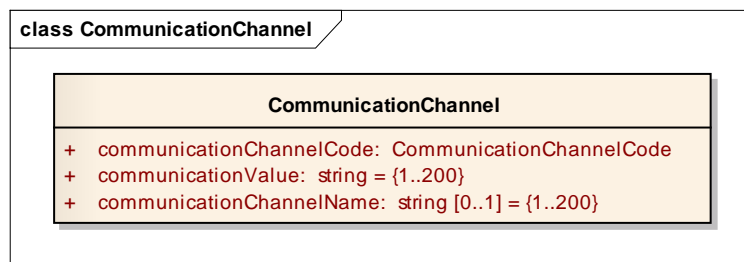 class CommunicationChannel
CommunicationChannel
+ communicationChannelCode: CommunicationChannelCode
+ communicationValue: string = {1..200}
+ communicationChannelName: string [0..1] = {1..200}